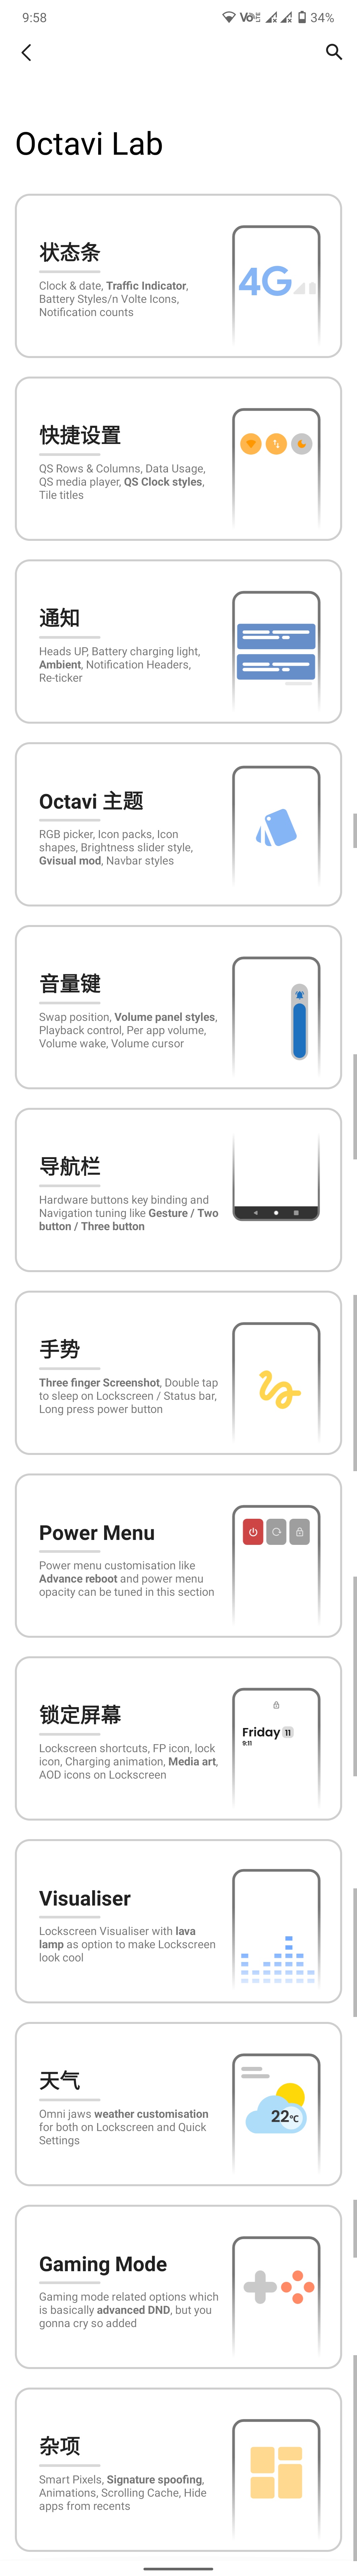 9:58
34%
Octavi Lab
状态条
Clock & date, Traffic Indicator,
Battery Styles/n Volte Icons,
Notification counts
4G
快捷设置
QS Rows & Columns, Data Usage,
QS media player, QS Clock styles,
Tile titles
通知
Heads UP, Battery charging light,
Ambient, Notification Headers,
Re-ticker
Octavi 主题
RGB picker, Icon packs, Icon
shapes, Brightness slider style,
Gvisual mod, Navbar styles
音量键
Swap position, Volume panel styles,
Playback control, Per app volume,
Volume wake, Volume cursor
导航栏
Hardware buttons key binding and
Navigation tuning like Gesture / Two
button / Three button
手势
Three finger Screenshot, Double tap
to sleep on Lockscreen / Status bar,
Long press power button
Power Menu
Power menu customisation like
Advance reboot and power menu
opacity can be tuned in this section
锁定屏幕
Lockscreen shortcuts, FP icon, lock
icon, Charging animation, Media art,
AOD icons on Lockscreen
Friday 11
9:11
Visualiser
Lockscreen Visualiser with lava
lamp as option to make Lockscreen
look cool
天气
Omni jaws weather customisation
for both on Lockscreen and Quick
Settings
22°C
Gaming Mode
Gaming mode related options which
is basically advanced DND, but you
gonna cry so added
杂项
Smart Pixels, Signature spoofing,
Animations, Scrolling Cache, Hide
apps from recents